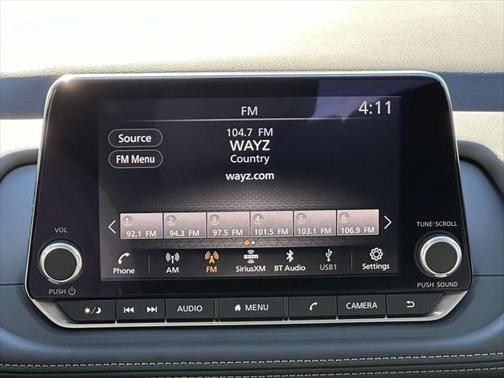 FM 4:11
Source
104.7 FM
WAYZ
FM Menu
Country
wayz.com
1 2 3 4 5 6
92.1 FM 94.3 FM 97.5 FM 101.5 FM 103.1 FM 106.9 FM
VOL
TUNE·SCROLL
Phone AM FM SiriusXM BT Audio USB1 Settings
PUSH
PUSH SOUND
AUDIO MENU CAMERA